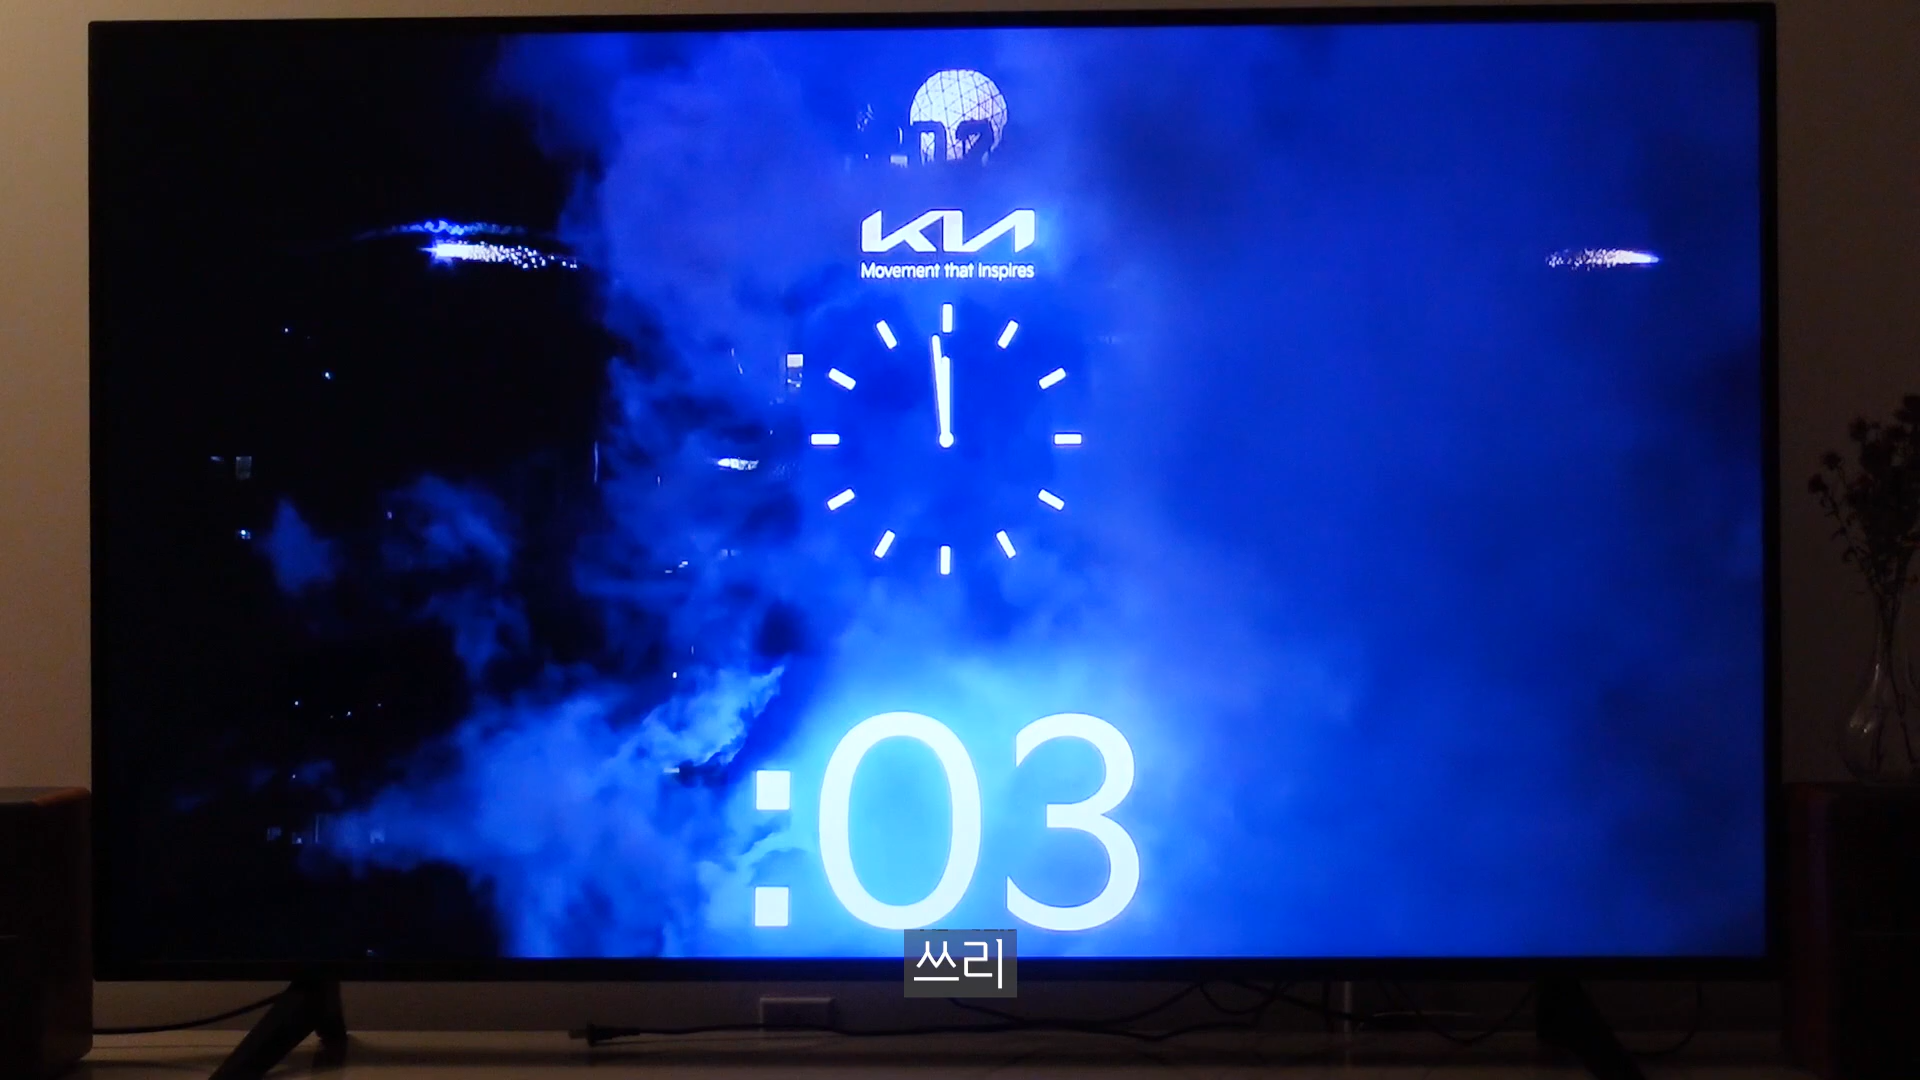 KIA
Movement that Inspires
:03
쓰리